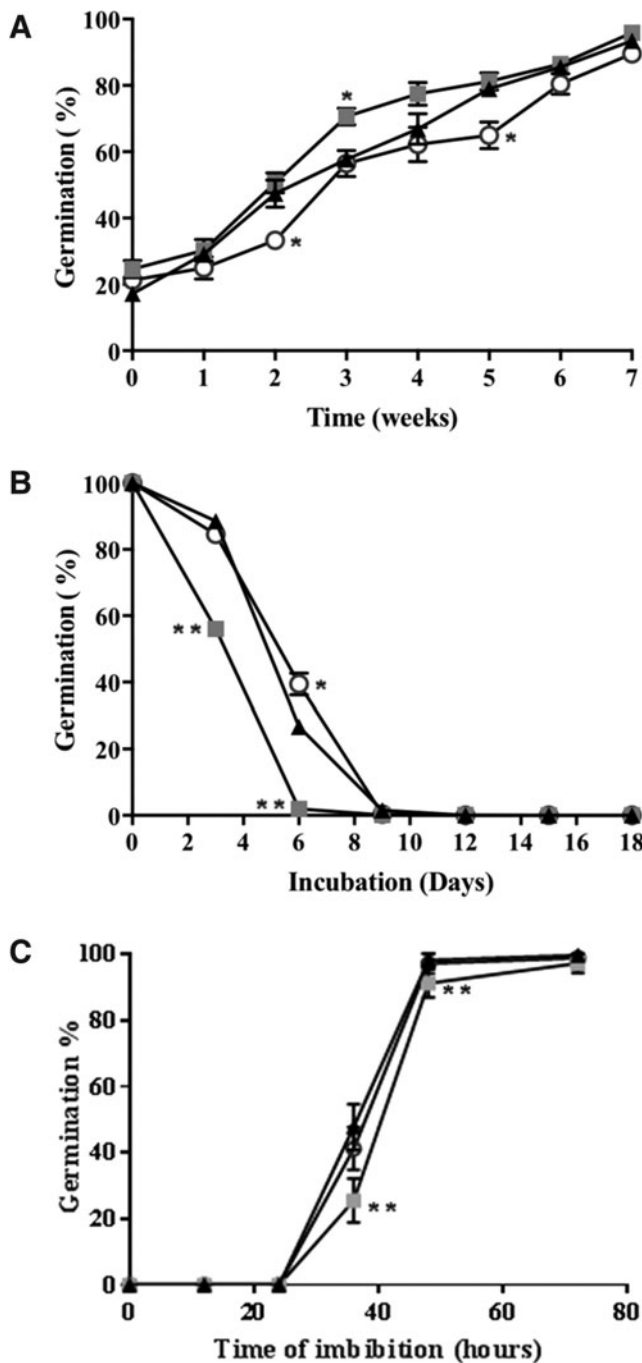 A
Germination ( %)
100
80
60
40
20
0
*
*
*
0 1 2 3 4 5 6 7
Time (weeks)
B
Germination ( %)
100
80
60
40
20
0
**
*
**
0 2 4 6 8 10 12 14 16 18
Incubation (Days)
C
Germination %
100
80
60
40
20
0
**
**
0 20 40 60 80
Time of imbibition (hours)